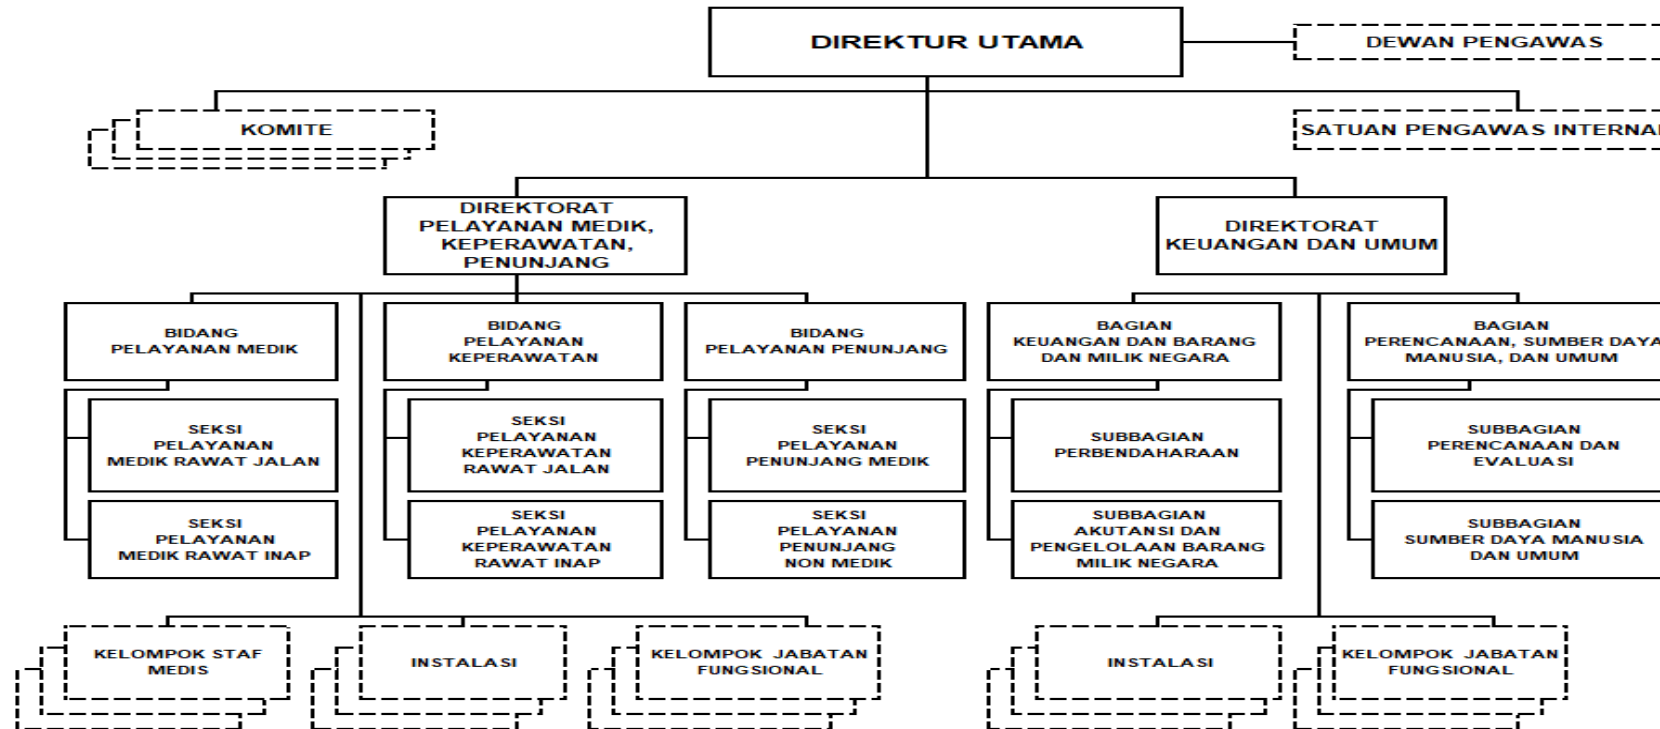 DIREKTUR UTAMA
DEWAN PENGAWAS
KOMITE
SATUAN PENGAWAS INTERNAL
DIREKTORAT
PELAYANAN MEDIK,
KEPERAWATAN,
PENUNJANG
DIREKTORAT
KEUANGAN DAN UMUM
BIDANG
PELAYANAN MEDIK
BIDANG
PELAYANAN
KEPERAWATAN
BIDANG
PELAYANAN PENUNJANG
BAGIAN
KEUANGAN DAN BARANG
DAN MILIK NEGARA
BAGIAN
PERENCANAAN, SUMBER DAYA
MANUSIA, DAN UMUM
SEKSI
PELAYANAN
MEDIK RAWAT JALAN
SEKSI
PELAYANAN
KEPERAWATAN
RAWAT JALAN
SEKSI
PELAYANAN
PENUNJANG MEDIK
SUBBAGIAN
PERBENDAHARAAN
SUBBAGIAN
PERENCANAAN DAN
EVALUASI
SEKSI
PELAYANAN
MEDIK RAWAT INAP
SEKSI
PELAYANAN
KEPERAWATAN
RAWAT INAP
SEKSI
PELAYANAN
PENUNJANG
NON MEDIK
SUBBAGIAN
AKUTANSI DAN
PENGELOLAAN BARANG
MILIK NEGARA
SUBBAGIAN
SUMBER DAYA MANUSIA
DAN UMUM
KELOMPOK STAF
MEDIS
INSTALASI
KELOMPOK JABATAN
FUNGSIONAL
INSTALASI
KELOMPOK JABATAN
FUNGSIONAL